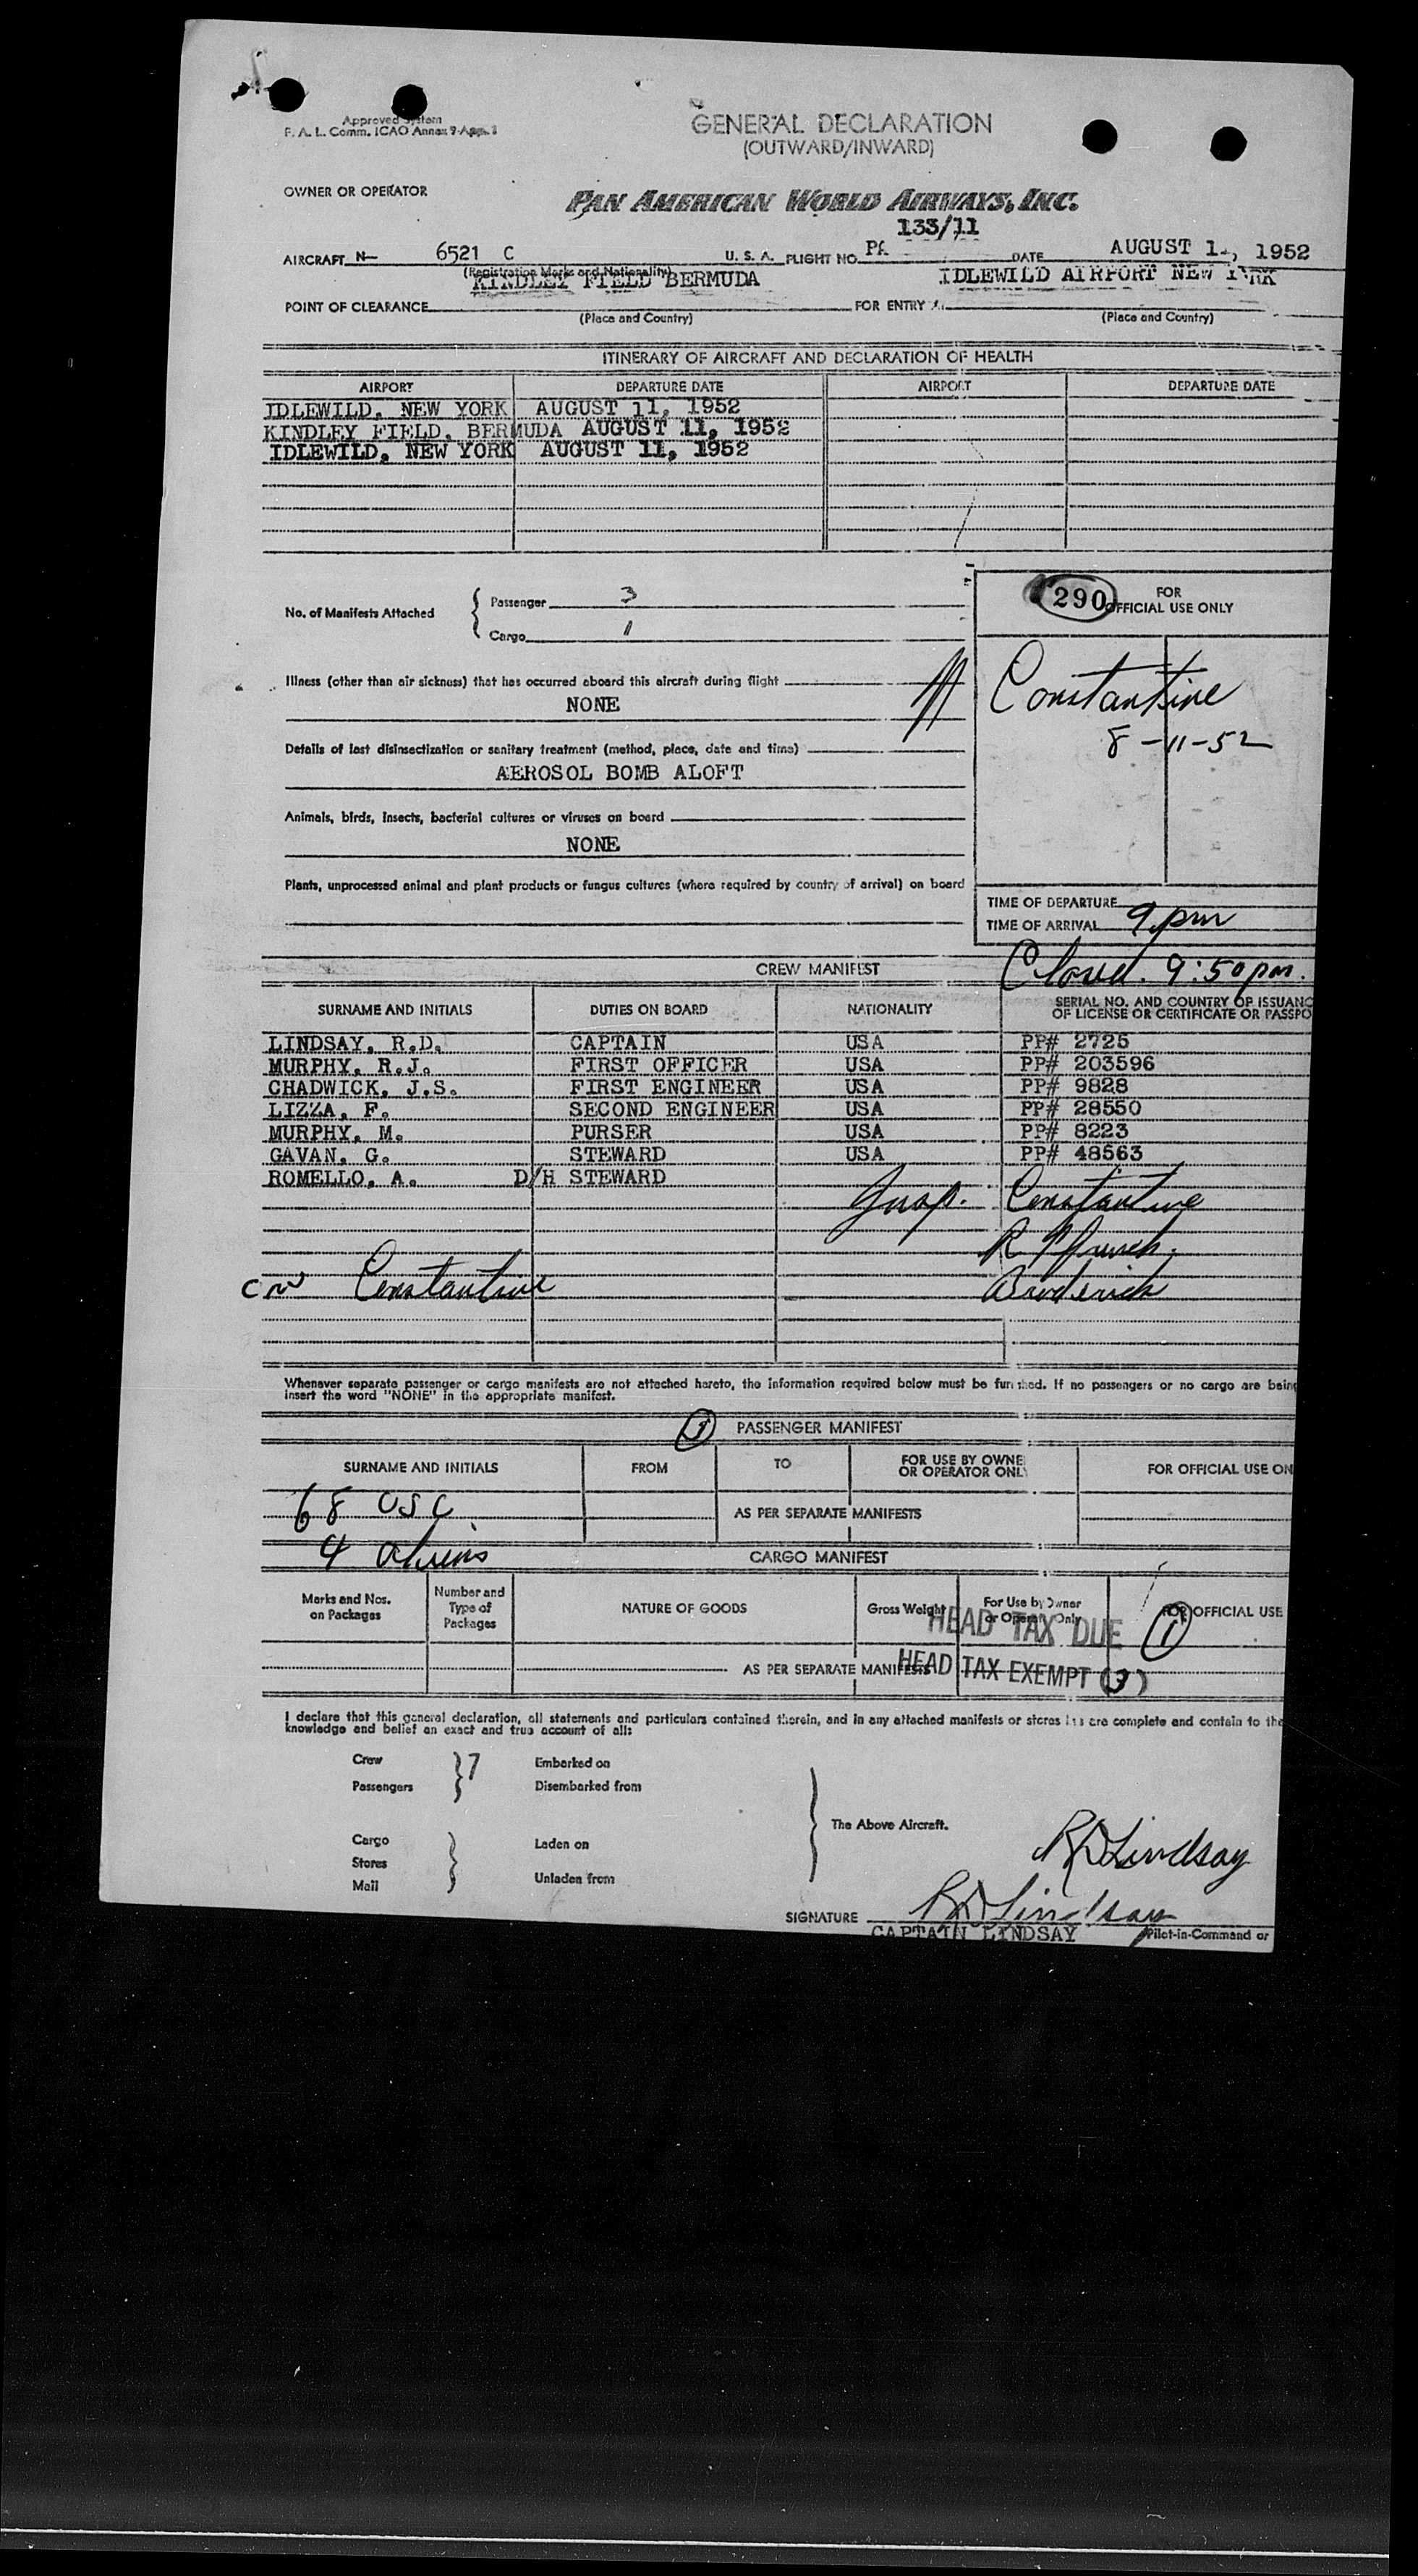 Approved System
F. A. L. Comm. ICAO Annex 9-App. 1
GENERAL DECLARATION
(OUTWARD/INWARD)
OWNER OR OPERATOR
PAN AMERICAN WORLD AIRWAYS, INC.
133/11
AIRCRAFT N- 6521 C U. S. A. FLIGHT NO. PA DATE AUGUST 1 , 1952
(Registration Marks and Nationality)
KINDLEY FIELD BERMUDA IDLEWILD AIRPORT NEW YORK
POINT OF CLEARANCE FOR ENTRY
(Place and Country) (Place and Country)
ITINERARY OF AIRCRAFT AND DECLARATION OF HEALTH
AIRPORT DEPARTURE DATE AIRPORT DEPARTURE DATE
IDLEWILD, NEW YORK AUGUST 11, 1952
KINDLEY FIELD, BERMUDA AUGUST 11, 1952
IDLEWILD, NEW YORK AUGUST 11, 1952
290 FOR
OFFICIAL USE ONLY
No. of Manifests Attached
Passenger 3
Cargo 11
Illness (other than air sickness) that has occurred aboard this aircraft during flight
NONE
Constantine
8-11-52
Details of last disinsectization or sanitary treatment (method, place, date and time)
AEROSOL BOMB ALOFT
Animals, birds, insects, bacterial cultures or viruses on board
NONE
Plants, unprocessed animal and plant products or fungus cultures (where required by country of arrival) on board
TIME OF DEPARTURE
TIME OF ARRIVAL 9 pm
9:50 pm.
CREW MANIFEST
SURNAME AND INITIALS DUTIES ON BOARD NATIONALITY SERIAL NO. AND COUNTRY OF ISSUANC
OF LICENSE OR CERTIFICATE OR PASSPO
LINDSAY, R.D. CAPTAIN USA PP# 2725
MURPHY, R.J. FIRST OFFICER USA PP# 203596
CHADWICK, J.S. FIRST ENGINEER USA PP# 9828
LIZZA, F. SECOND ENGINEER USA PP# 28550
MURPHY, M. PURSER USA PP# 8223
GAVAN, G. STEWARD USA PP# 48563
ROMELLO, A. D/H STEWARD
Insp. Constantine
Broderick
Constantine
Whenever separate passenger or cargo manifests are not attached hereto, the information required below must be furnished. If no passengers or no cargo are being
insert the word "NONE" in the appropriate manifest.
PASSENGER MANIFEST
SURNAME AND INITIALS FROM TO FOR USE BY OWNE
OR OPERATOR ONLY FOR OFFICIAL USE ON
68 USC
AS PER SEPARATE MANIFESTS
4 aliens
CARGO MANIFEST
Marks and Nos.
on Packages
Number and
Type of
Packages
NATURE OF GOODS
Gross Weight
For Use by Owner
or Operator Only
FOR OFFICIAL USE
HEAD TAX DUE (1)
AS PER SEPARATE MANIFESTS
HEAD TAX EXEMPT (3)
I declare that this general declaration, all statements and particulars contained therein, and in any attached manifests or stores lists are complete and contain to the
knowledge and belief an exact and true account of all:
Crew 7 Embarked on
Passengers Disembarked from
The Above Aircraft.
Cargo Laden on
Stores
Mail Unladen from
RD Lindsay
SIGNATURE RD Lindsay
CAPTAIN LINDSAY Pilot-in-Command or